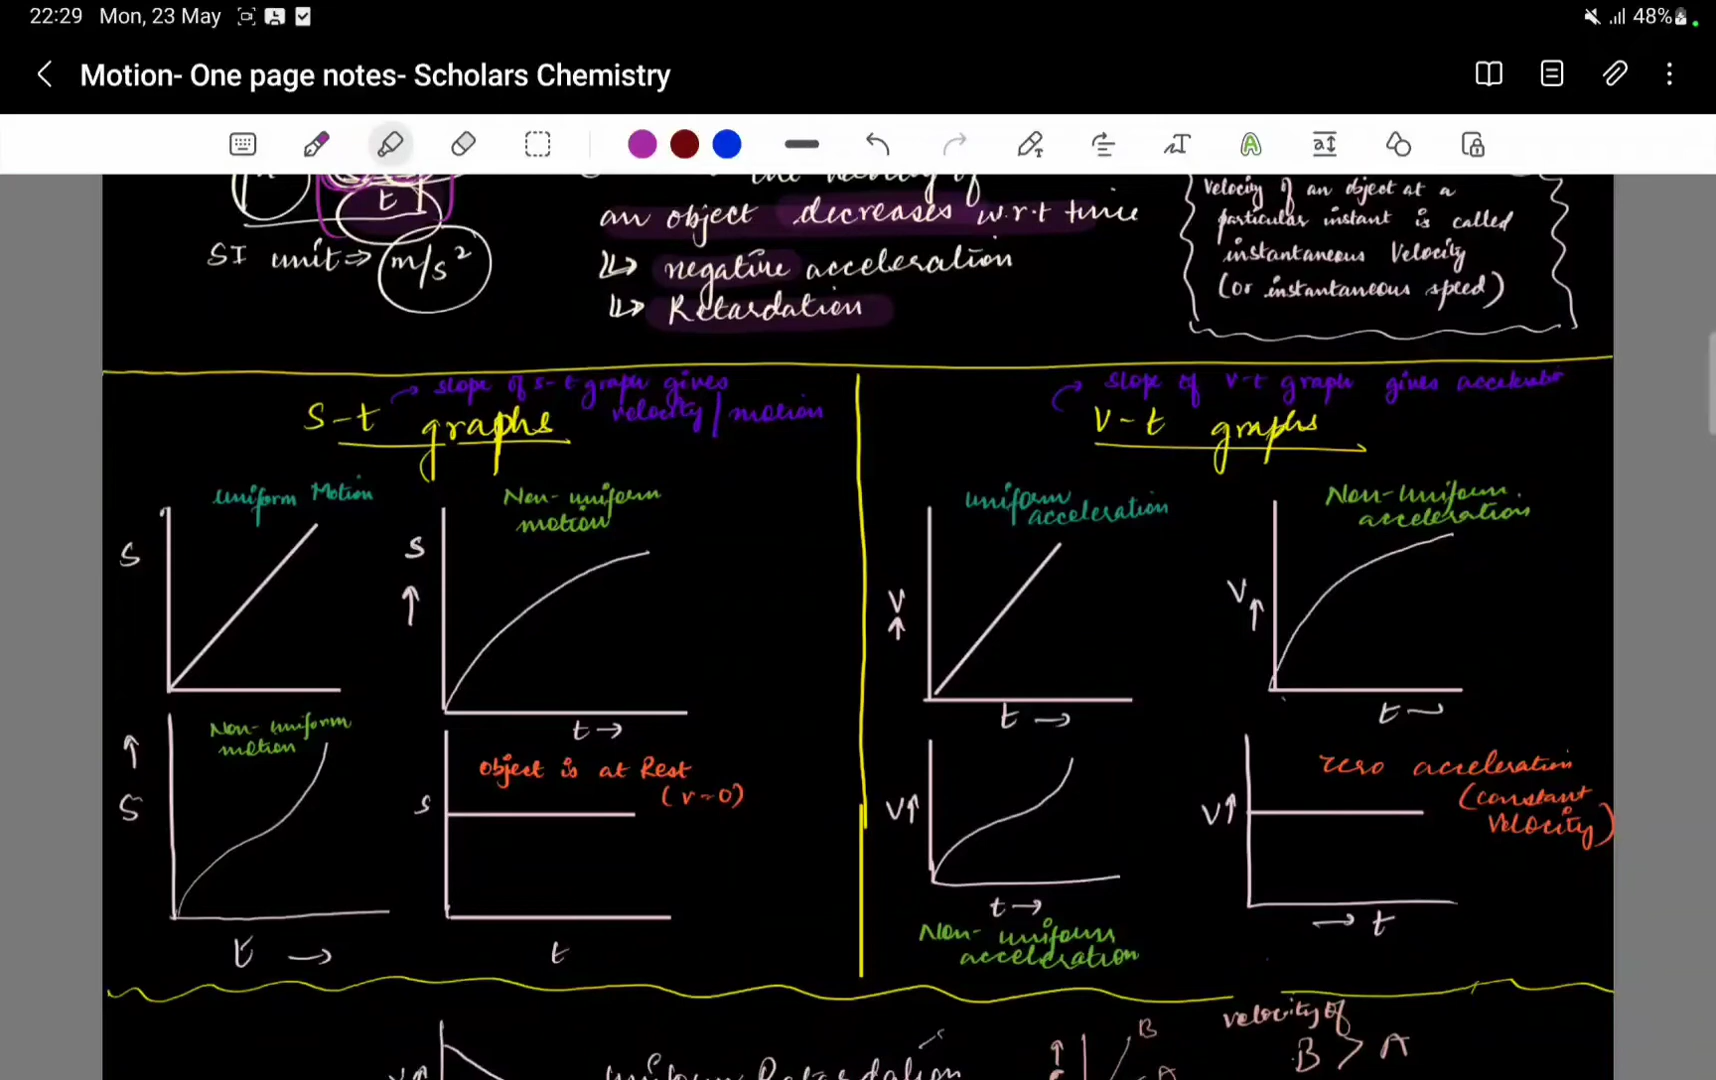 22:29 Mon, 23 May
48%
Motion- One page notes- Scholars Chemistry
t
SI unit ⇒ m/s²
an object decreases w.r.t time
negative acceleration
Retardation
Velocity of an object at a
particular instant is called
instantaneous Velocity
(or instantaneous speed)
slope of s-t graph gives
velocity/motion
S-t graphs
Uniform Motion
S
Non-uniform
motion
S
↑
t →
Non-uniform
motion
↑
S
t →
object is at Rest
(v=0)
S
t
slope of v-t graph gives acceleratio
V-t graphs
uniform
acceleration
V
↑
t →
Non-Uniform
acceleration
V ↑
t →
V↑
t →
Non-uniform
acceleration
zero acceleration
(constant
Velocity)
V↑
→ t
V↑
uniform Retardation
↑
B
A
velocity of
B > A